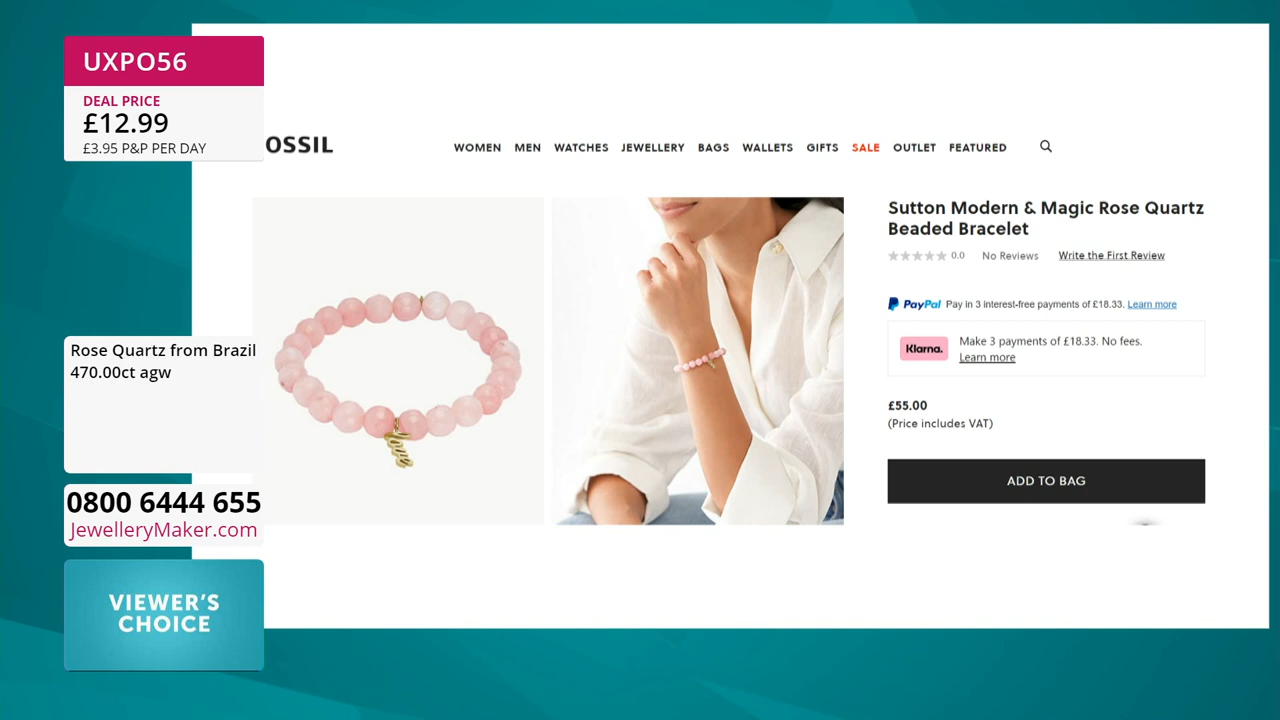 UXPO56
DEAL PRICE
£12.99
£3.95 P&P PER DAY
OSSIL
WOMEN MEN WATCHES JEWELLERY BAGS WALLETS GIFTS SALE OUTLET FEATURED
Sutton Modern & Magic Rose Quartz
Beaded Bracelet
0.0 No Reviews Write the First Review
PayPal Pay in 3 interest-free payments of £18.33. Learn more
Klarna. Make 3 payments of £18.33. No fees.
Learn more
£55.00
(Price includes VAT)
ADD TO BAG
Rose Quartz from Brazil
470.00ct agw
0800 6444 655
JewelleryMaker.com
VIEWER'S
CHOICE